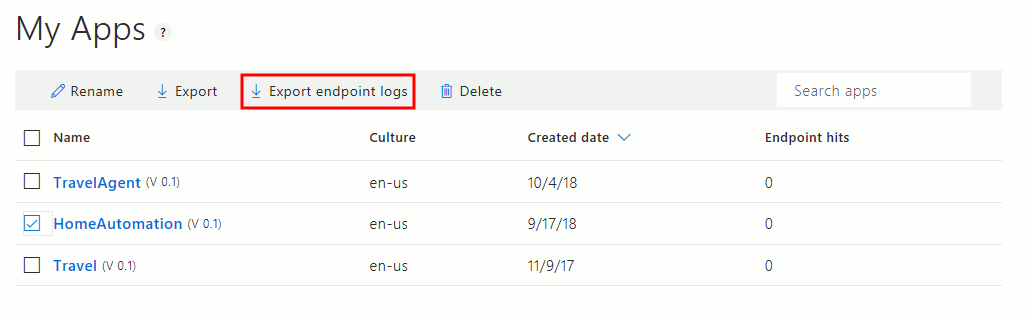 My Apps ?
Rename Export Export endpoint logs Delete Search apps
Name Culture Created date Endpoint hits
TravelAgent (V 0.1) en-us 10/4/18 0
HomeAutomation (V 0.1) en-us 9/17/18 0
Travel (V 0.1) en-us 11/9/17 0